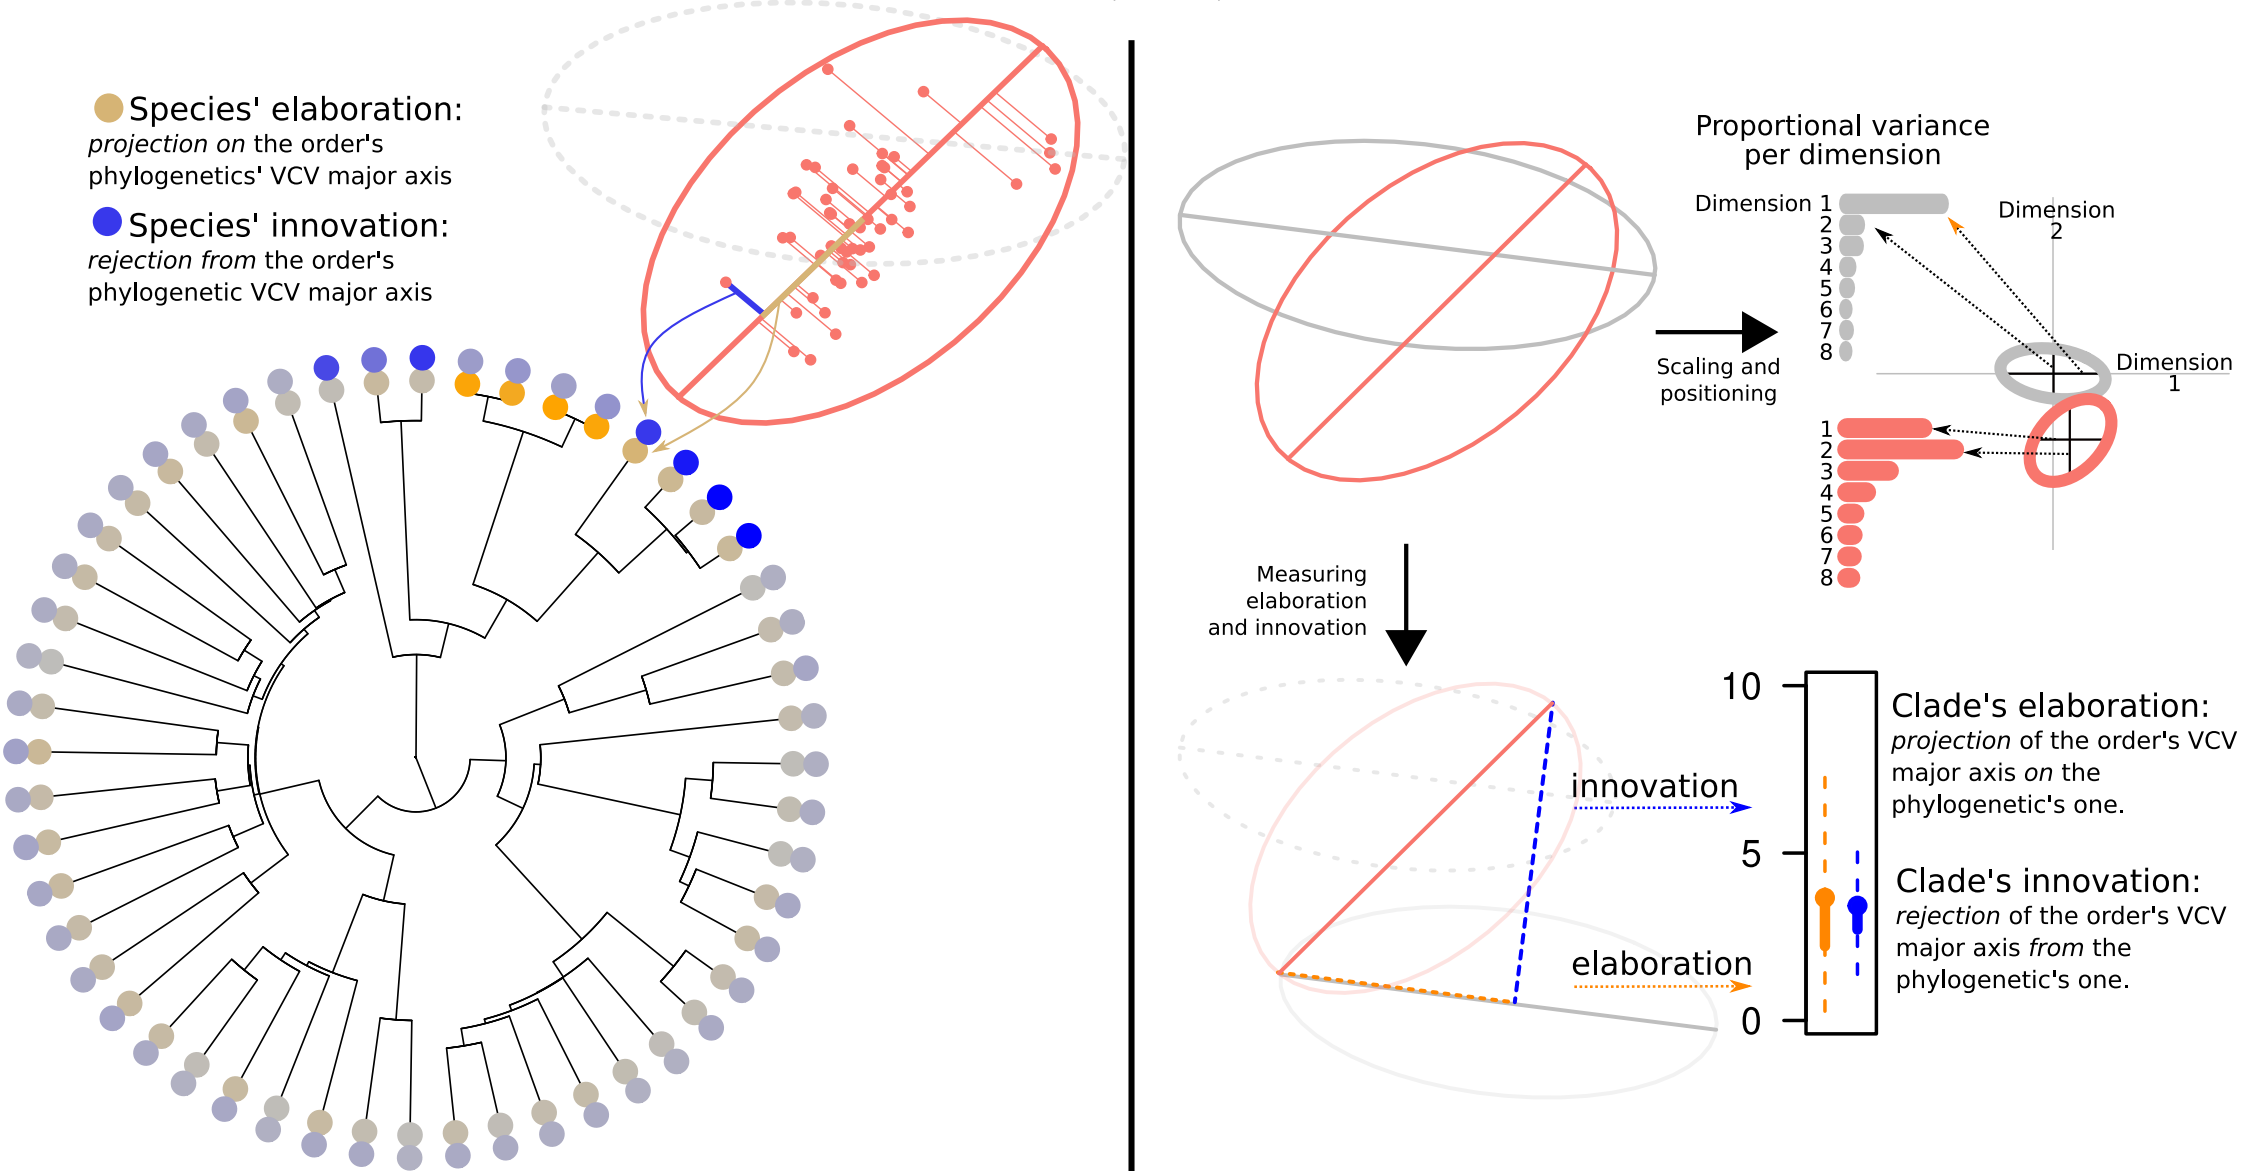 Species' elaboration:
projection on the order's
phylogenetics' VCV major axis
Species' innovation:
rejection from the order's
phylogenetic VCV major axis
Proportional variance
per dimension
Dimension 1
2
3
4
5
6
7
8
Dimension
2
Dimension
1
Scaling and
positioning
1
2
3
4
5
6
7
8
Measuring
elaboration
and innovation
innovation
elaboration
10
5
0
Clade's elaboration:
projection of the order's VCV
major axis on the
phylogenetic's one.
Clade's innovation:
rejection of the order's VCV
major axis from the
phylogenetic's one.